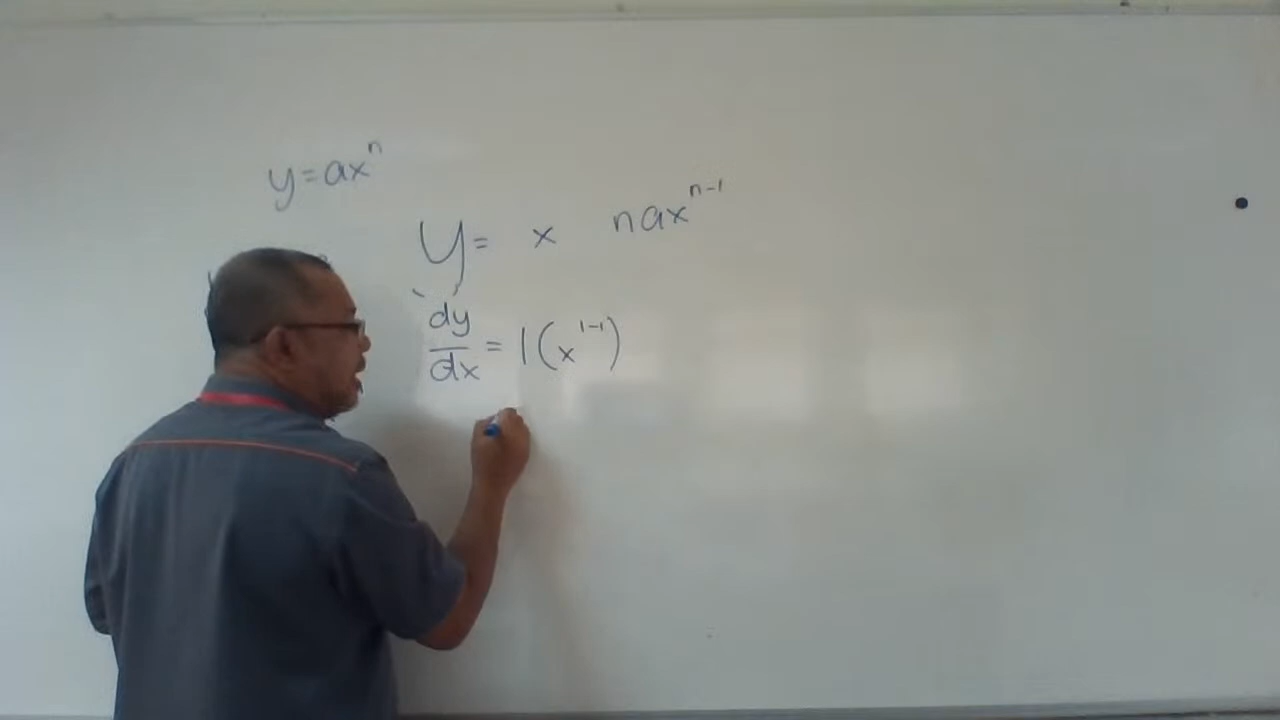 y=ax^n
y= x nax^{n-1}
dy/dx = 1(x^{1-1})